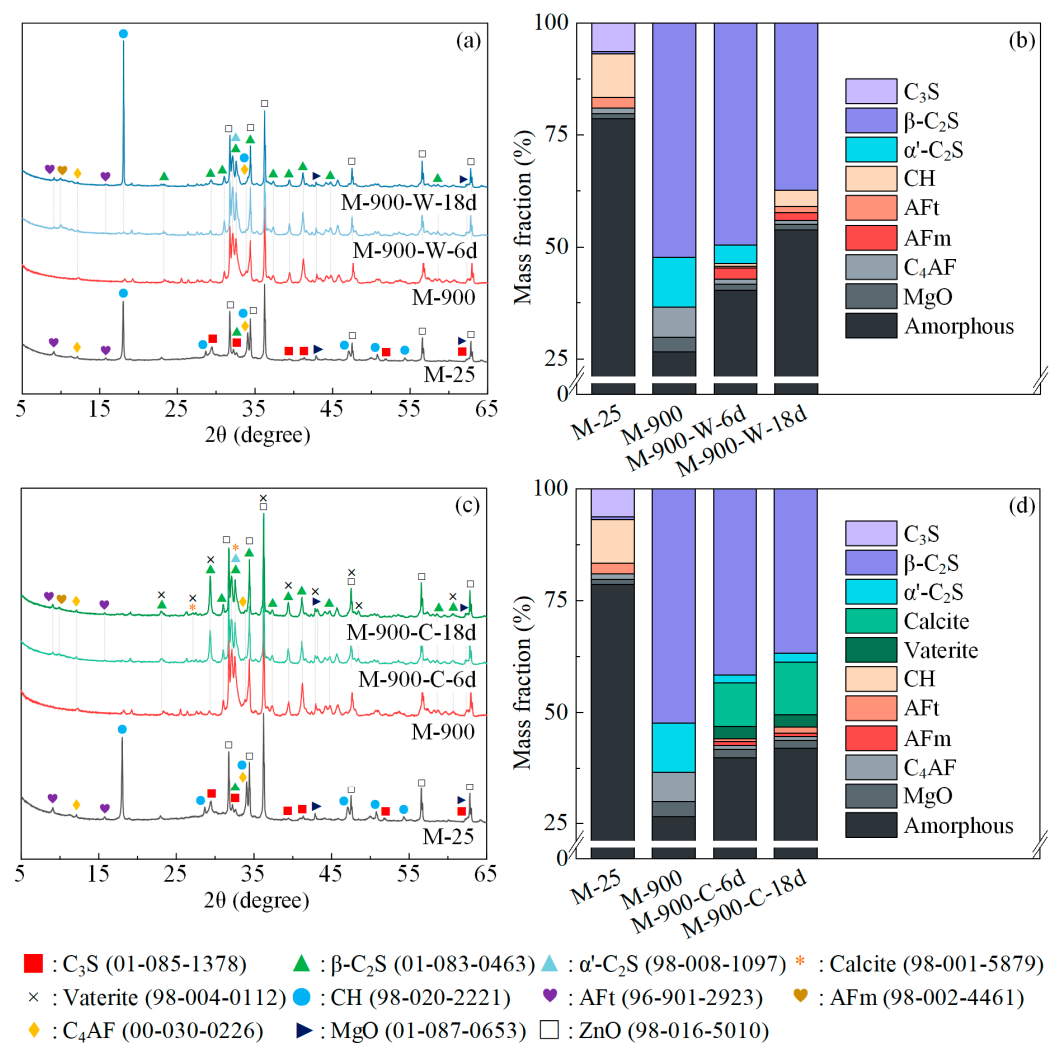 (a)
M-900-W-18d
M-900-W-6d
M-900
M-25
5 15 25 35 45 55 65
2θ (degree)
(b)
Mass fraction (%)
100
75
50
25
0
C₃S
β-C₂S
α'-C₂S
CH
AFt
AFm
C₄AF
MgO
Amorphous
M-25
M-900
M-900-W-6d
M-900-W-18d
(c)
M-900-C-18d
M-900-C-6d
M-900
M-25
5 15 25 35 45 55 65
2θ (degree)
(d)
Mass fraction (%)
100
75
50
25
0
C₃S
β-C₂S
α'-C₂S
Calcite
Vaterite
CH
AFt
AFm
C₄AF
MgO
Amorphous
M-25
M-900
M-900-C-6d
M-900-C-18d
: C₃S (01-085-1378) : β-C₂S (01-083-0463) : α'-C₂S (98-008-1097) : Calcite (98-001-5879)
: Vaterite (98-004-0112) : CH (98-020-2221) : AFt (96-901-2923) : AFm (98-002-4461)
: C₄AF (00-030-0226) : MgO (01-087-0653) : ZnO (98-016-5010)